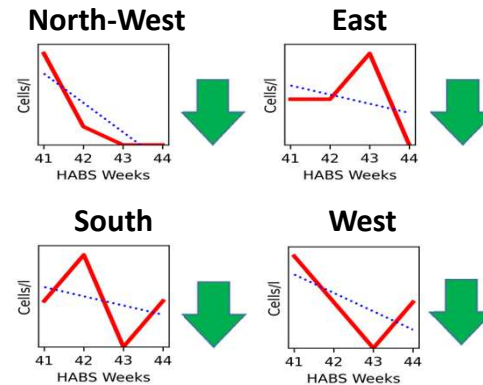 North-West
East
Cells/l
41 42 43 44
HABS Weeks
Cells/l
41 42 43 44
HABS Weeks
South
West
Cells/l
41 42 43 44
HABS Weeks
Cells/l
41 42 43 44
HABS Weeks